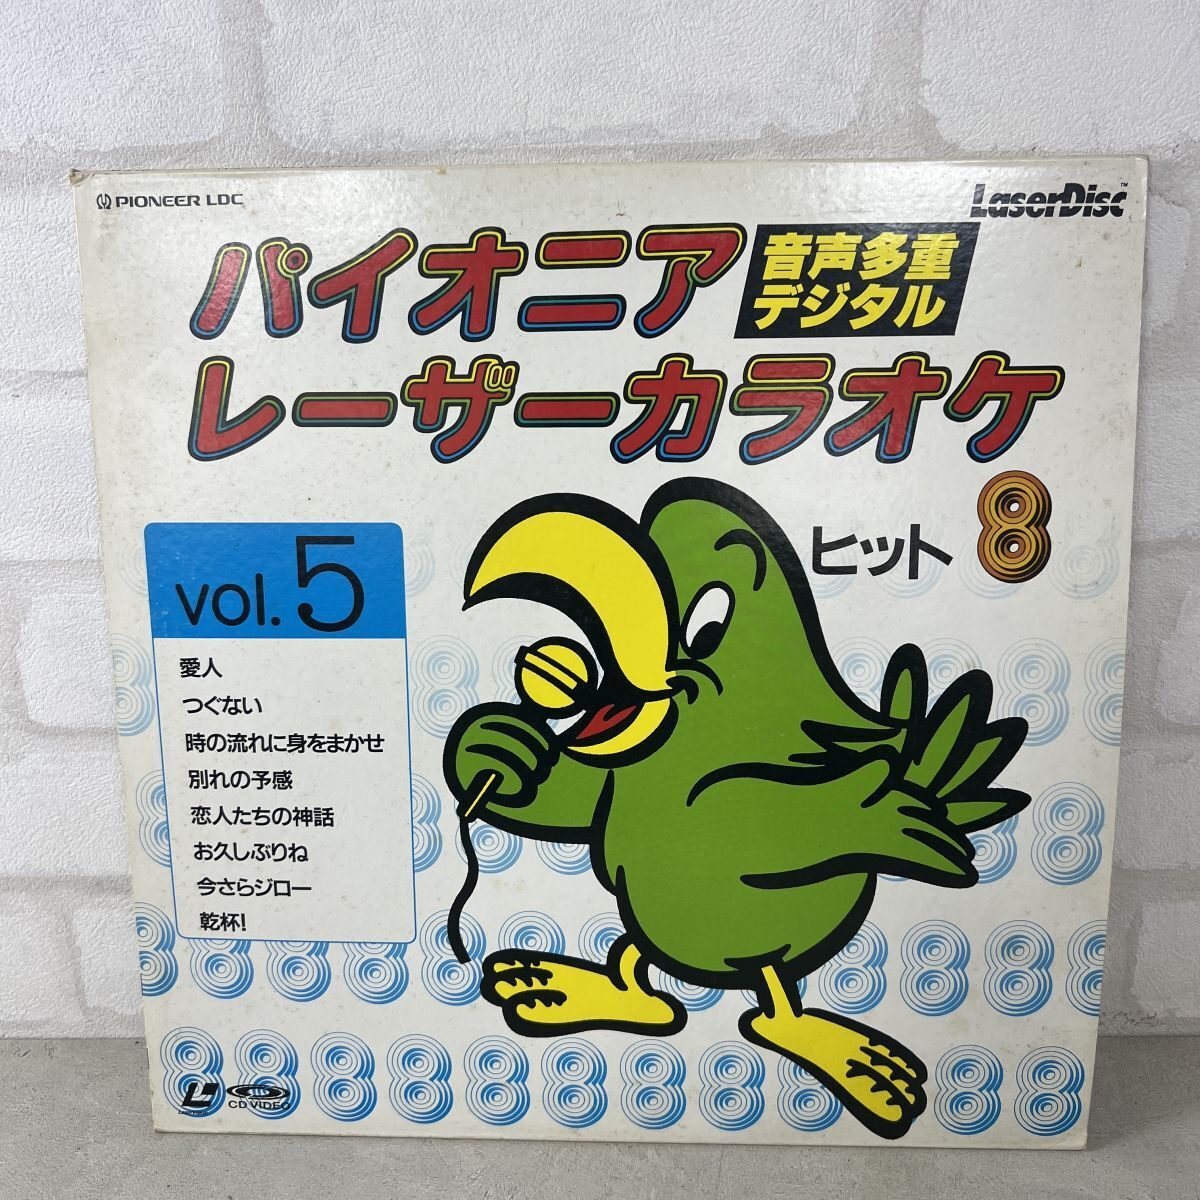 PIONEER LDC
LaserDisc™
パイオニア
音声多重
デジタル
レーザーカラオケ
ヒット 8
vol. 5
愛人
つぐない
時の流れに身をまかせ
別れの予感
恋人たちの神話
お久しぶりね
今さらジロー
乾杯!
CD VIDEO